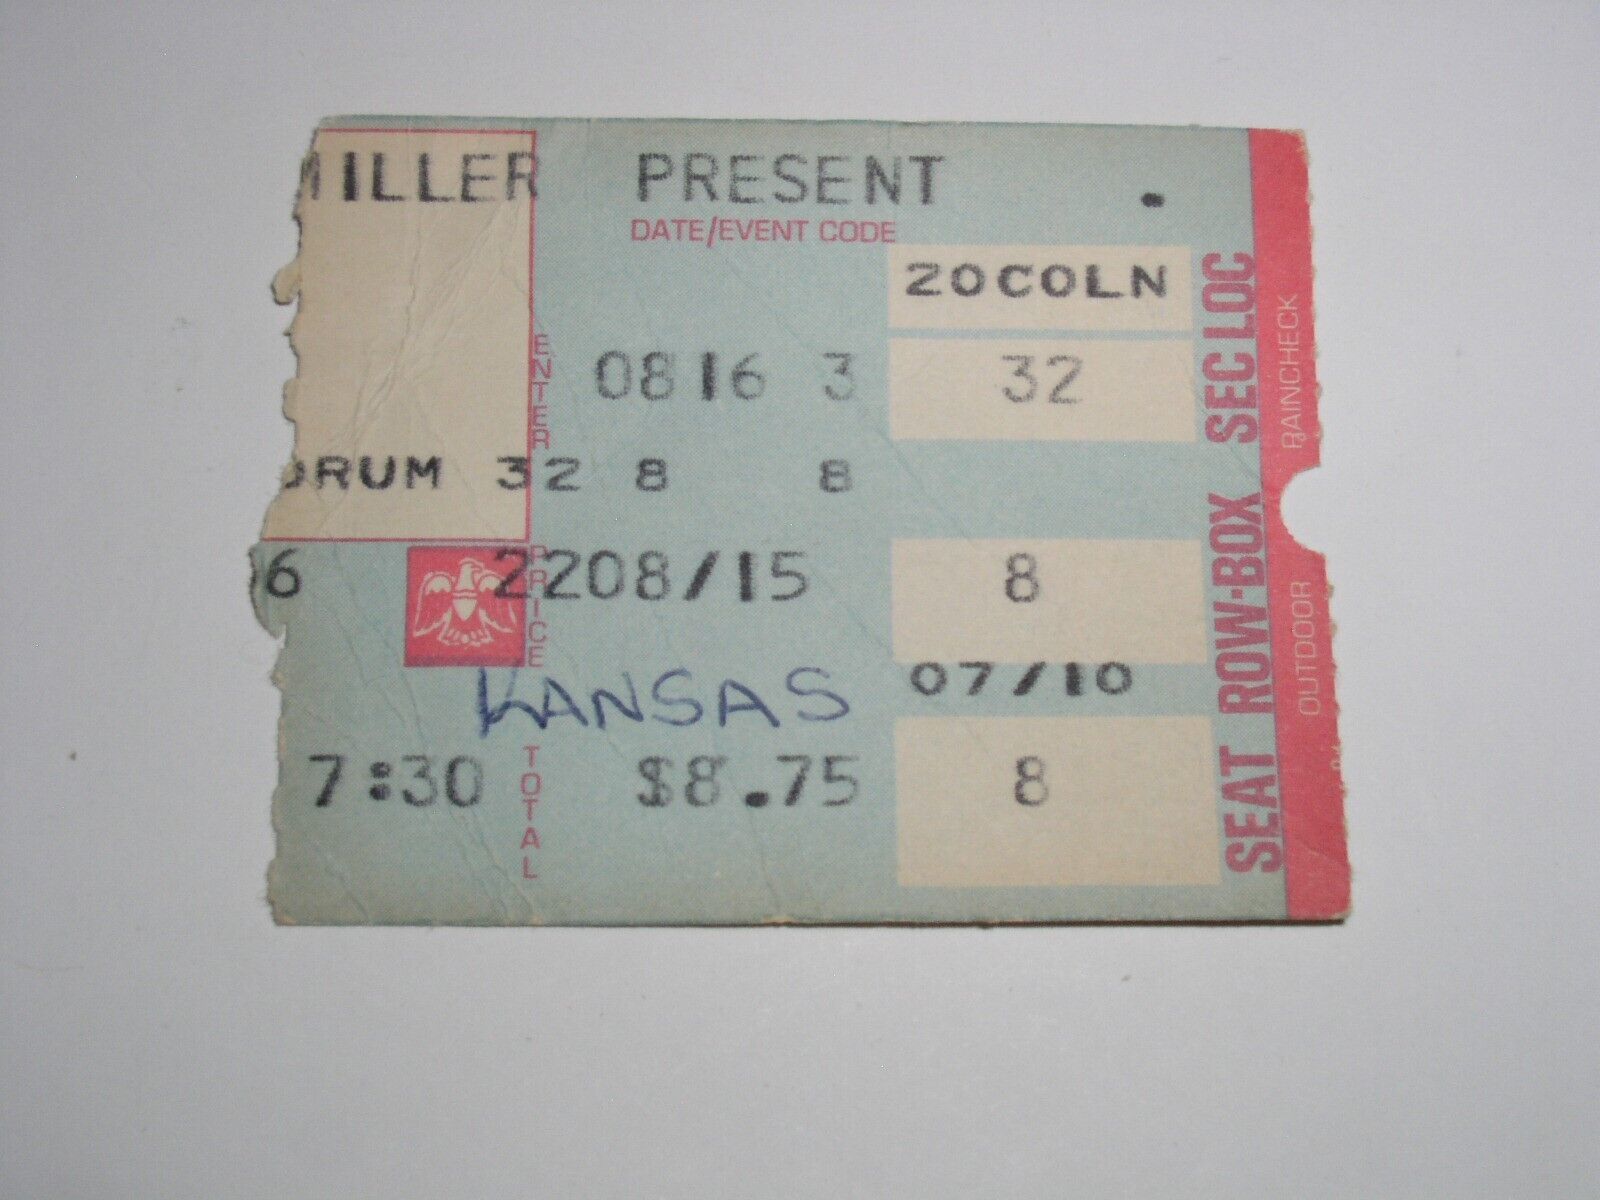 MILLER PRESENT .
DATE/EVENT CODE
20COLN
ENTER
0816 3 32
ORUM 32 8 8
PRICE
6 2208/15 8
KANSAS 07/10
TOTAL
7:30 $8.75 8
SEAT ROW-BOX SEC LOC
OUTDOOR RAINCHECK